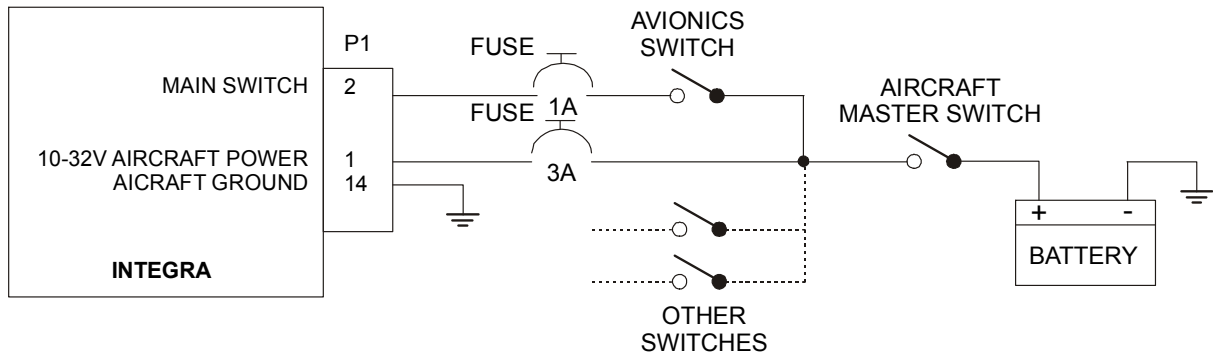 AVIONICS
SWITCH
P1
FUSE
AIRCRAFT
MASTER SWITCH
MAIN SWITCH
2
1A
FUSE
10-32V AIRCRAFT POWER
1
AICRAFT GROUND
14
3A
+
-
BATTERY
INTEGRA
OTHER
SWITCHES